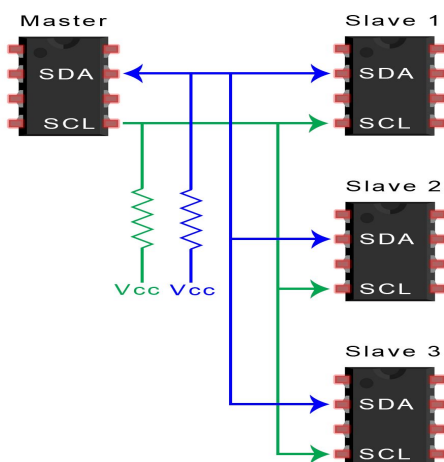 Master
Slave 1
SDA
SDA
SCL
SCL
Slave 2
SDA
Vcc Vcc
SCL
Slave 3
SDA
SCL